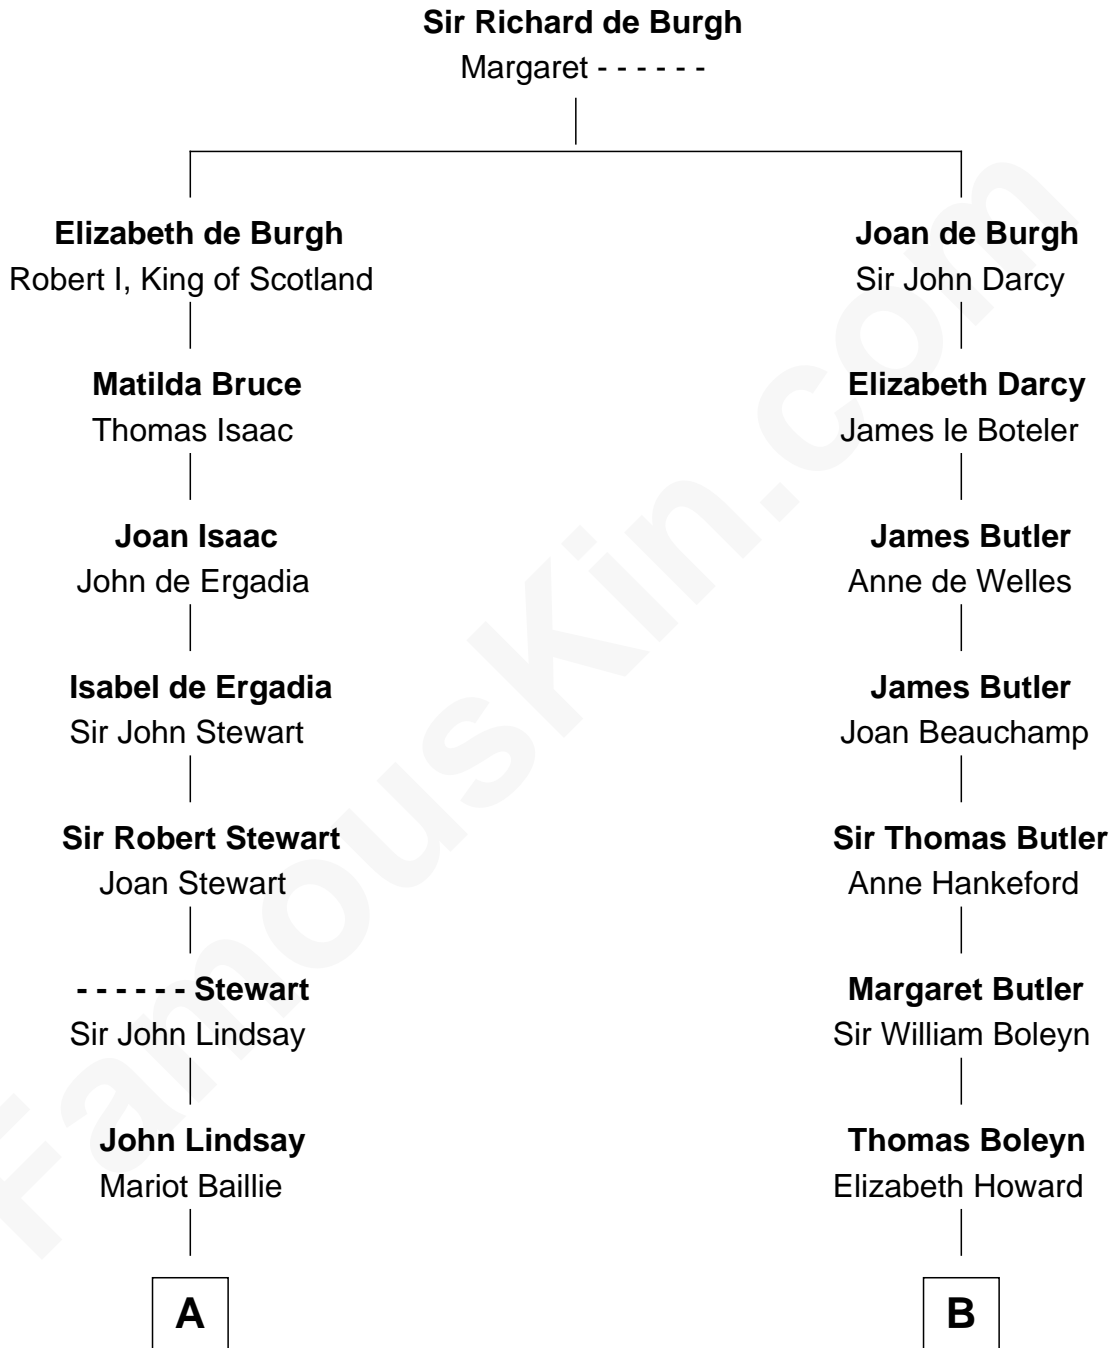 Sir Richard de Burgh
Margaret - - - - - -
Elizabeth de Burgh
Robert I, King of Scotland
Joan de Burgh
Sir John Darcy
Matilda Bruce
Thomas Isaac
Elizabeth Darcy
James le Boteler
Joan Isaac
John de Ergadia
James Butler
Anne de Welles
Isabel de Ergadia
Sir John Stewart
James Butler
Joan Beauchamp
Sir Robert Stewart
Joan Stewart
Sir Thomas Butler
Anne Hankeford
- - - - - - Stewart
Sir John Lindsay
Margaret Butler
Sir William Boleyn
John Lindsay
Mariot Baillie
Thomas Boleyn
Elizabeth Howard
A
B
FamousKin.com